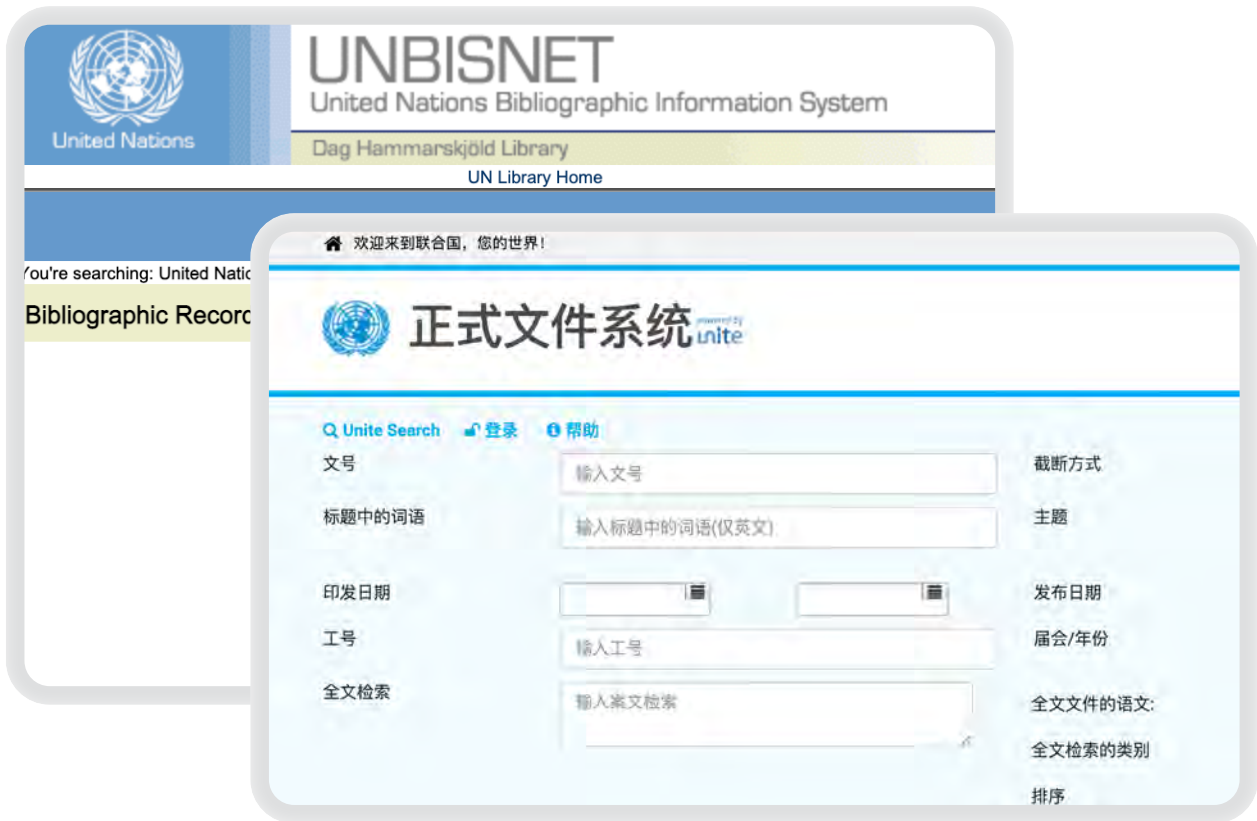 UNBISNET
United Nations Bibliographic Information System
United Nations
Dag Hammarskjöld Library
UN Library Home
You're searching: United Natio
Bibliographic Record
欢迎来到联合国，您的世界！
正式文件系统 powered by unite
Unite Search 登录 帮助
文号 输入文号 截断方式
标题中的词语 输入标题中的词语(仅英文) 主题
印发日期 发布日期
工号 输入工号 届会/年份
全文检索 输入案文检索
全文文件的语文:
全文检索的类别
排序